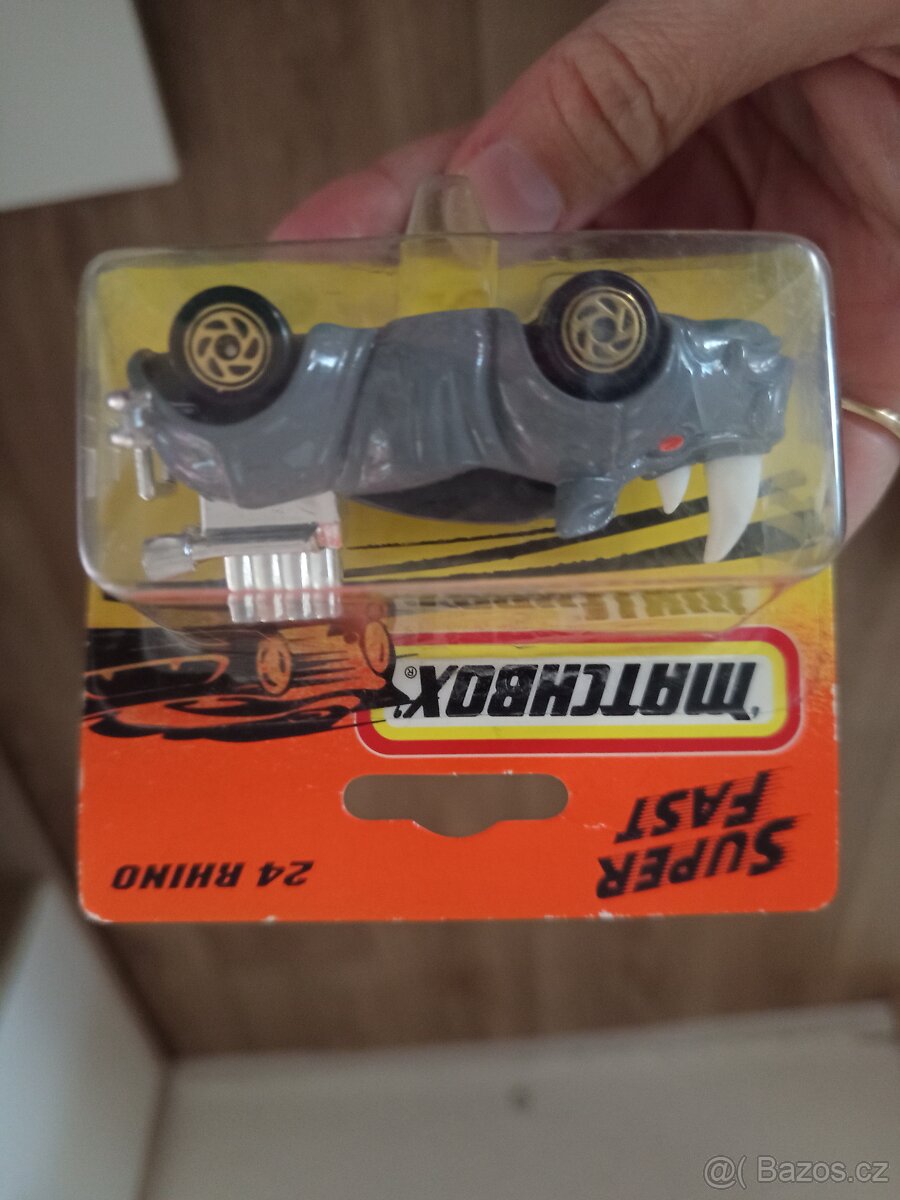 24 RHINO
SUPER
FAST
MATCHBOX®
@( Bazos.cz